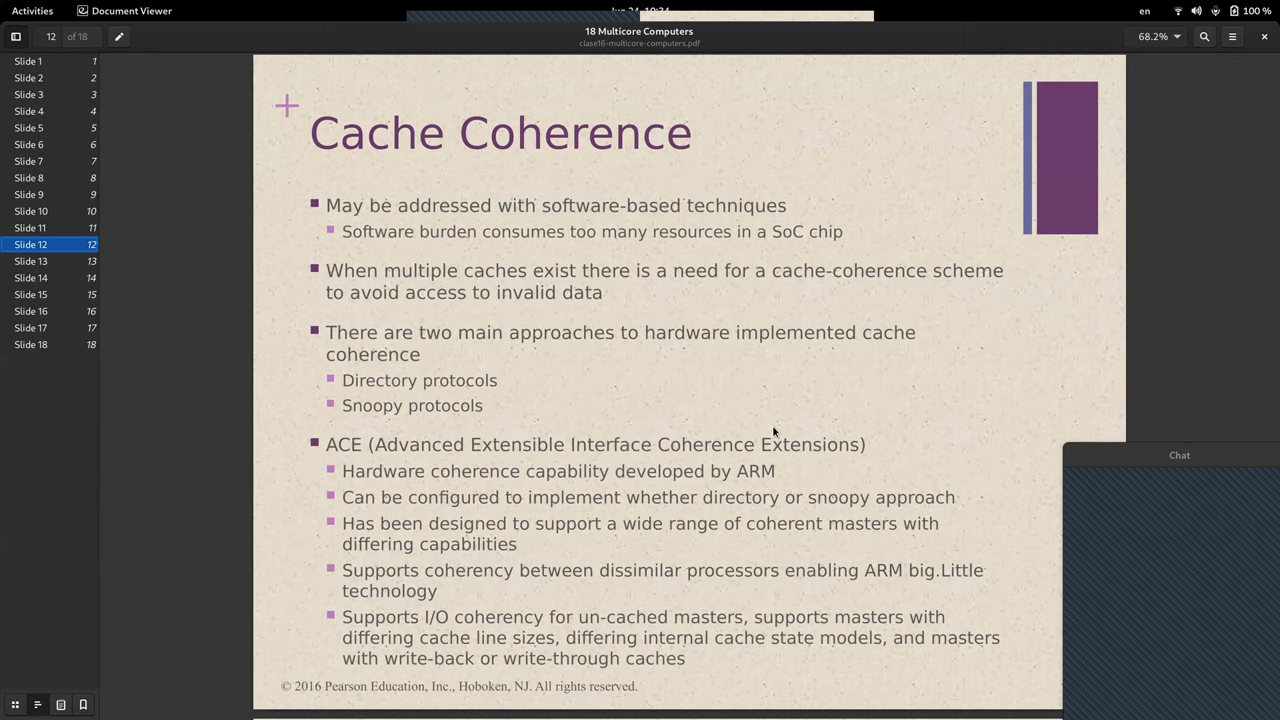 Activities
Document Viewer
Jun 24, 10:34
en
100 %
12 of 18
18 Multicore Computers
clase16-multicore-computers.pdf
68.2%
Slide 1 1
Slide 2 2
Slide 3 3
Slide 4 4
Slide 5 5
Slide 6 6
Slide 7 7
Slide 8 8
Slide 9 9
Slide 10 10
Slide 11 11
Slide 12 12
Slide 13 13
Slide 14 14
Slide 15 15
Slide 16 16
Slide 17 17
Slide 18 18
+
Cache Coherence
May be addressed with software-based techniques
Software burden consumes too many resources in a SoC chip
When multiple caches exist there is a need for a cache-coherence scheme
to avoid access to invalid data
There are two main approaches to hardware implemented cache
coherence
Directory protocols
Snoopy protocols
ACE (Advanced Extensible Interface Coherence Extensions)
Hardware coherence capability developed by ARM
Can be configured to implement whether directory or snoopy approach
Has been designed to support a wide range of coherent masters with
differing capabilities
Supports coherency between dissimilar processors enabling ARM big.Little
technology
Supports I/O coherency for un-cached masters, supports masters with
differing cache line sizes, differing internal cache state models, and masters
with write-back or write-through caches
© 2016 Pearson Education, Inc., Hoboken, NJ. All rights reserved.
Chat